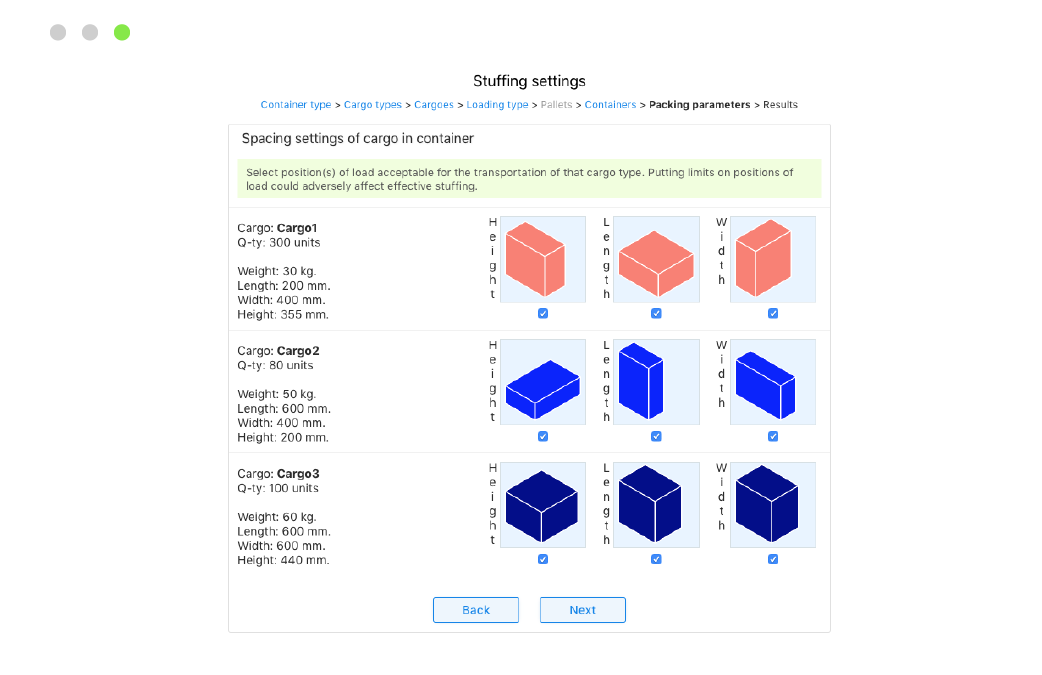 Stuffing settings
Container type > Cargo types > Cargoes > Loading type > Pallets > Containers > Packing parameters > Results
Spacing settings of cargo in container
Select position(s) of load acceptable for the transportation of that cargo type. Putting limits on positions of
load could adversely affect effective stuffing.
Cargo: Cargo1
Q-ty: 300 units
Weight: 30 kg.
Length: 200 mm.
Width: 400 mm.
Height: 355 mm.
Height
Length
Width
Cargo: Cargo2
Q-ty: 80 units
Weight: 50 kg.
Length: 600 mm.
Width: 400 mm.
Height: 200 mm.
Height
Length
Width
Cargo: Cargo3
Q-ty: 100 units
Weight: 60 kg.
Length: 600 mm.
Width: 600 mm.
Height: 440 mm.
Height
Length
Width
Back
Next